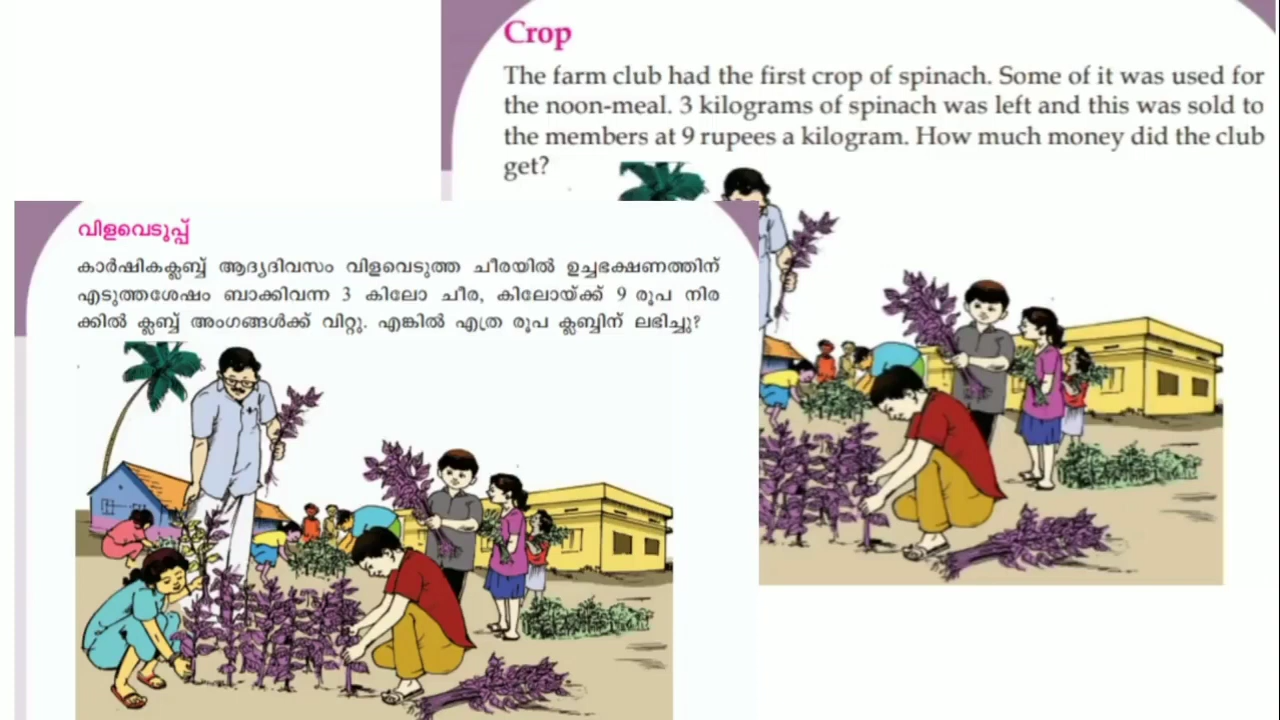 Crop
The farm club had the first crop of spinach. Some of it was used for
the noon-meal. 3 kilograms of spinach was left and this was sold to
the members at 9 rupees a kilogram. How much money did the club
get?
വിളവെടുപ്പ്
കാർഷികക്ലബ്ബ് ആദ്യദിവസം വിളവെടുത്ത ചീരയിൽ ഉച്ചഭക്ഷണത്തിന്
എടുത്തശേഷം ബാക്കിവന്ന 3 കിലോ ചീര, കിലോയ്ക്ക് 9 രൂപ നിര
ക്കിൽ ക്ലബ്ബ് അംഗങ്ങൾക്ക് വിറ്റു. എങ്കിൽ എത്ര രൂപ ക്ലബ്ബിന് ലഭിച്ചു?